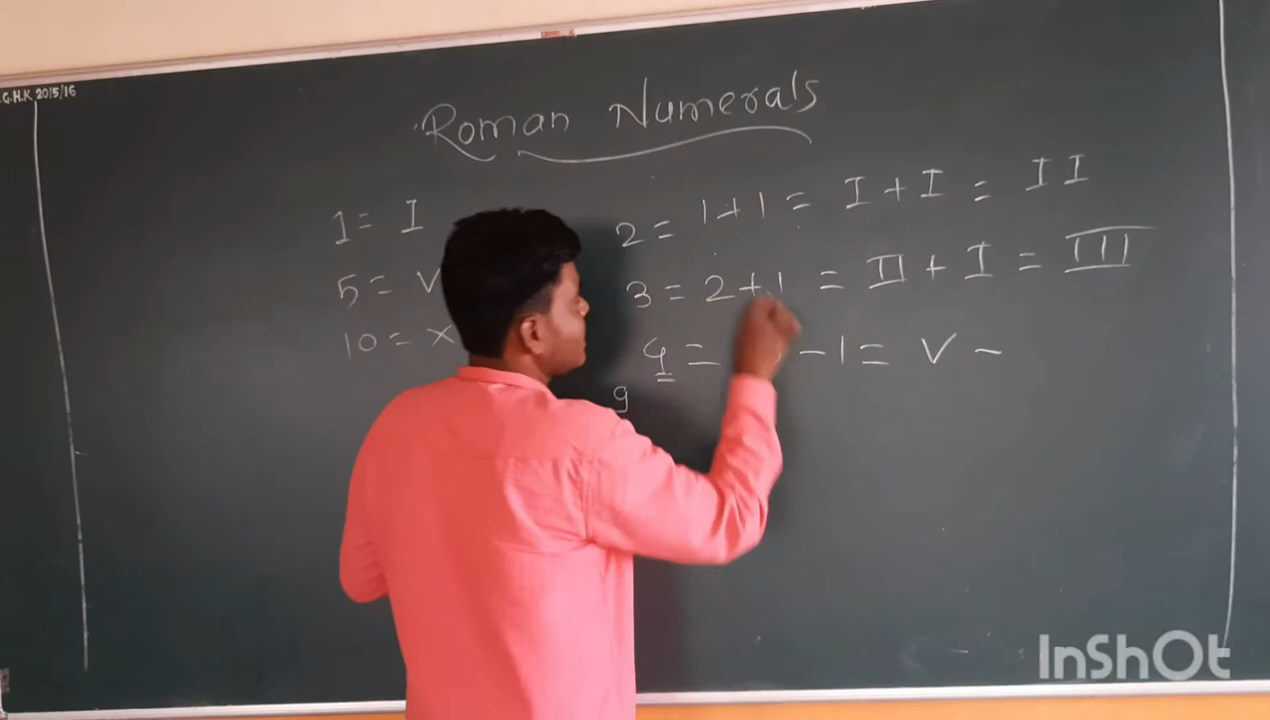 G.H.K 2015/16
Roman Numerals
1 = I
5 = V
10 = X
2 = 1+1 = I + I = II
3 = 2+1 = II + I = III
4 = - 1 = V -
9
InShOt